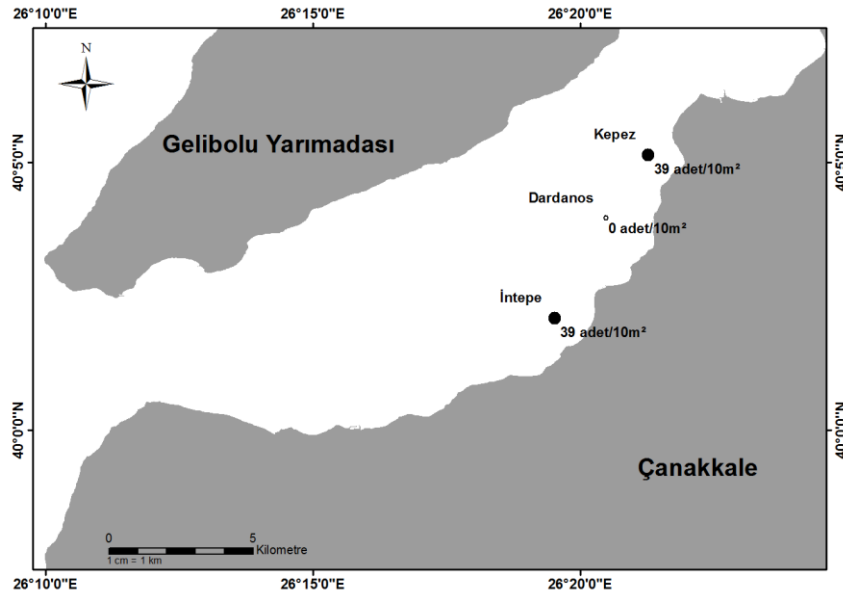 26°10'0"E 26°15'0"E 26°20'0"E
N
Gelibolu Yarımadası
Kepez
40°5'0"N 40°5'0"N
39 adet/10m²
Dardanos
0 adet/10m²
İntepe
39 adet/10m²
40°0'0"N 40°0'0"N
Çanakkale
0 5
Kilometre
1 cm = 1 km
26°10'0"E 26°15'0"E 26°20'0"E